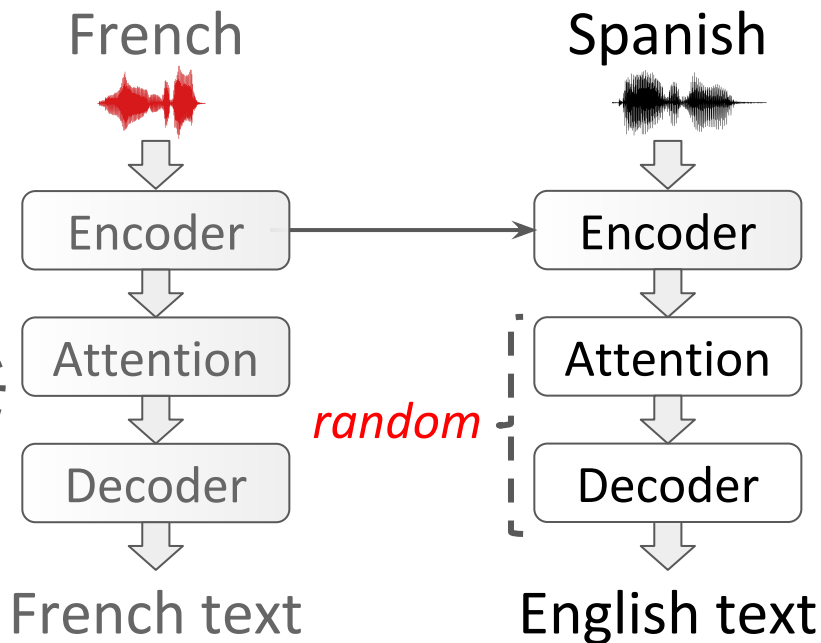 French
Encoder
Attention
Decoder
French text
random
Spanish
Encoder
Attention
Decoder
English text